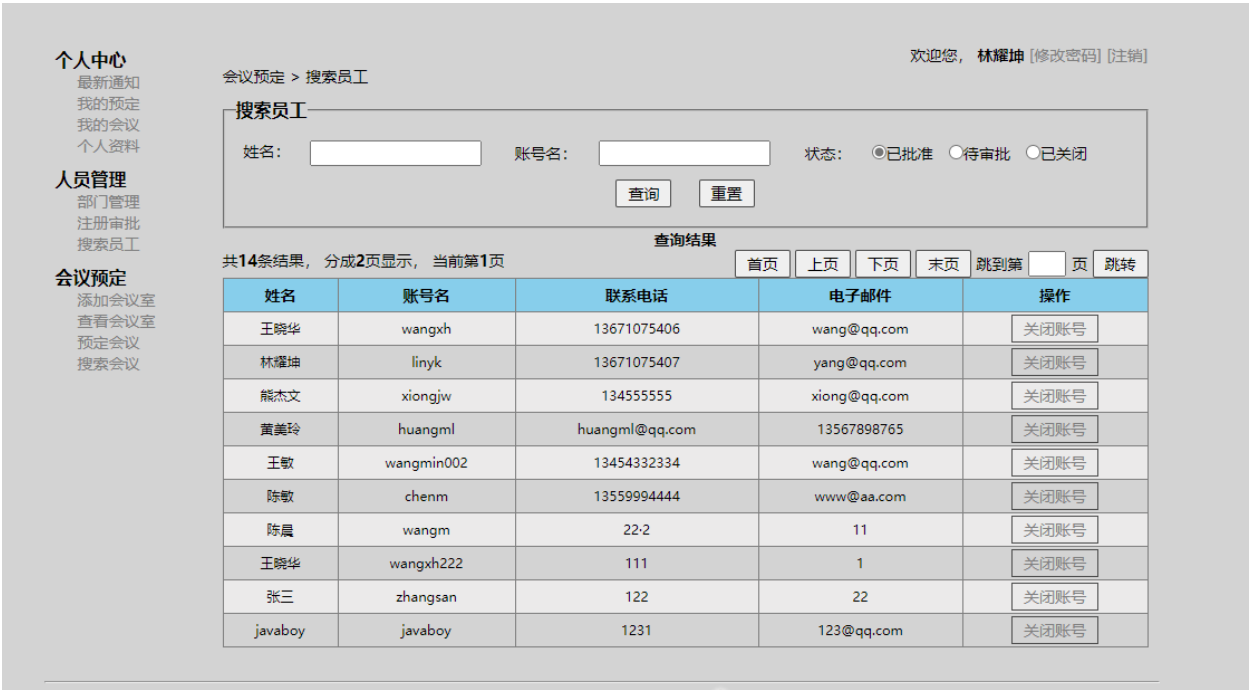 欢迎您， 林耀坤 [修改密码] [注销]
个人中心
最新通知
我的预定
我的会议
个人资料
人员管理
部门管理
注册审批
搜索员工
会议预定
添加会议室
查看会议室
预定会议
搜索会议
会议预定 > 搜索员工
搜索员工
姓名： 账号名： 状态： 已批准 待审批 已关闭
查询 重置
查询结果
共14条结果， 分成2页显示， 当前第1页 首页 上页 下页 末页 跳到第 页 跳转
姓名 账号名 联系电话 电子邮件 操作
王晓华 wangxh 13671075406 wang@qq.com 关闭账号
林耀坤 linyk 13671075407 yang@qq.com 关闭账号
熊杰文 xiongjw 134555555 xiong@qq.com 关闭账号
黄美玲 huangml huangml@qq.com 13567898765 关闭账号
王敏 wangmin002 13454332334 wang@qq.com 关闭账号
陈敏 chenm 13559994444 www@aa.com 关闭账号
陈晨 wangm 22·2 11 关闭账号
王晓华 wangxh222 111 1 关闭账号
张三 zhangsan 122 22 关闭账号
javaboy javaboy 1231 123@qq.com 关闭账号